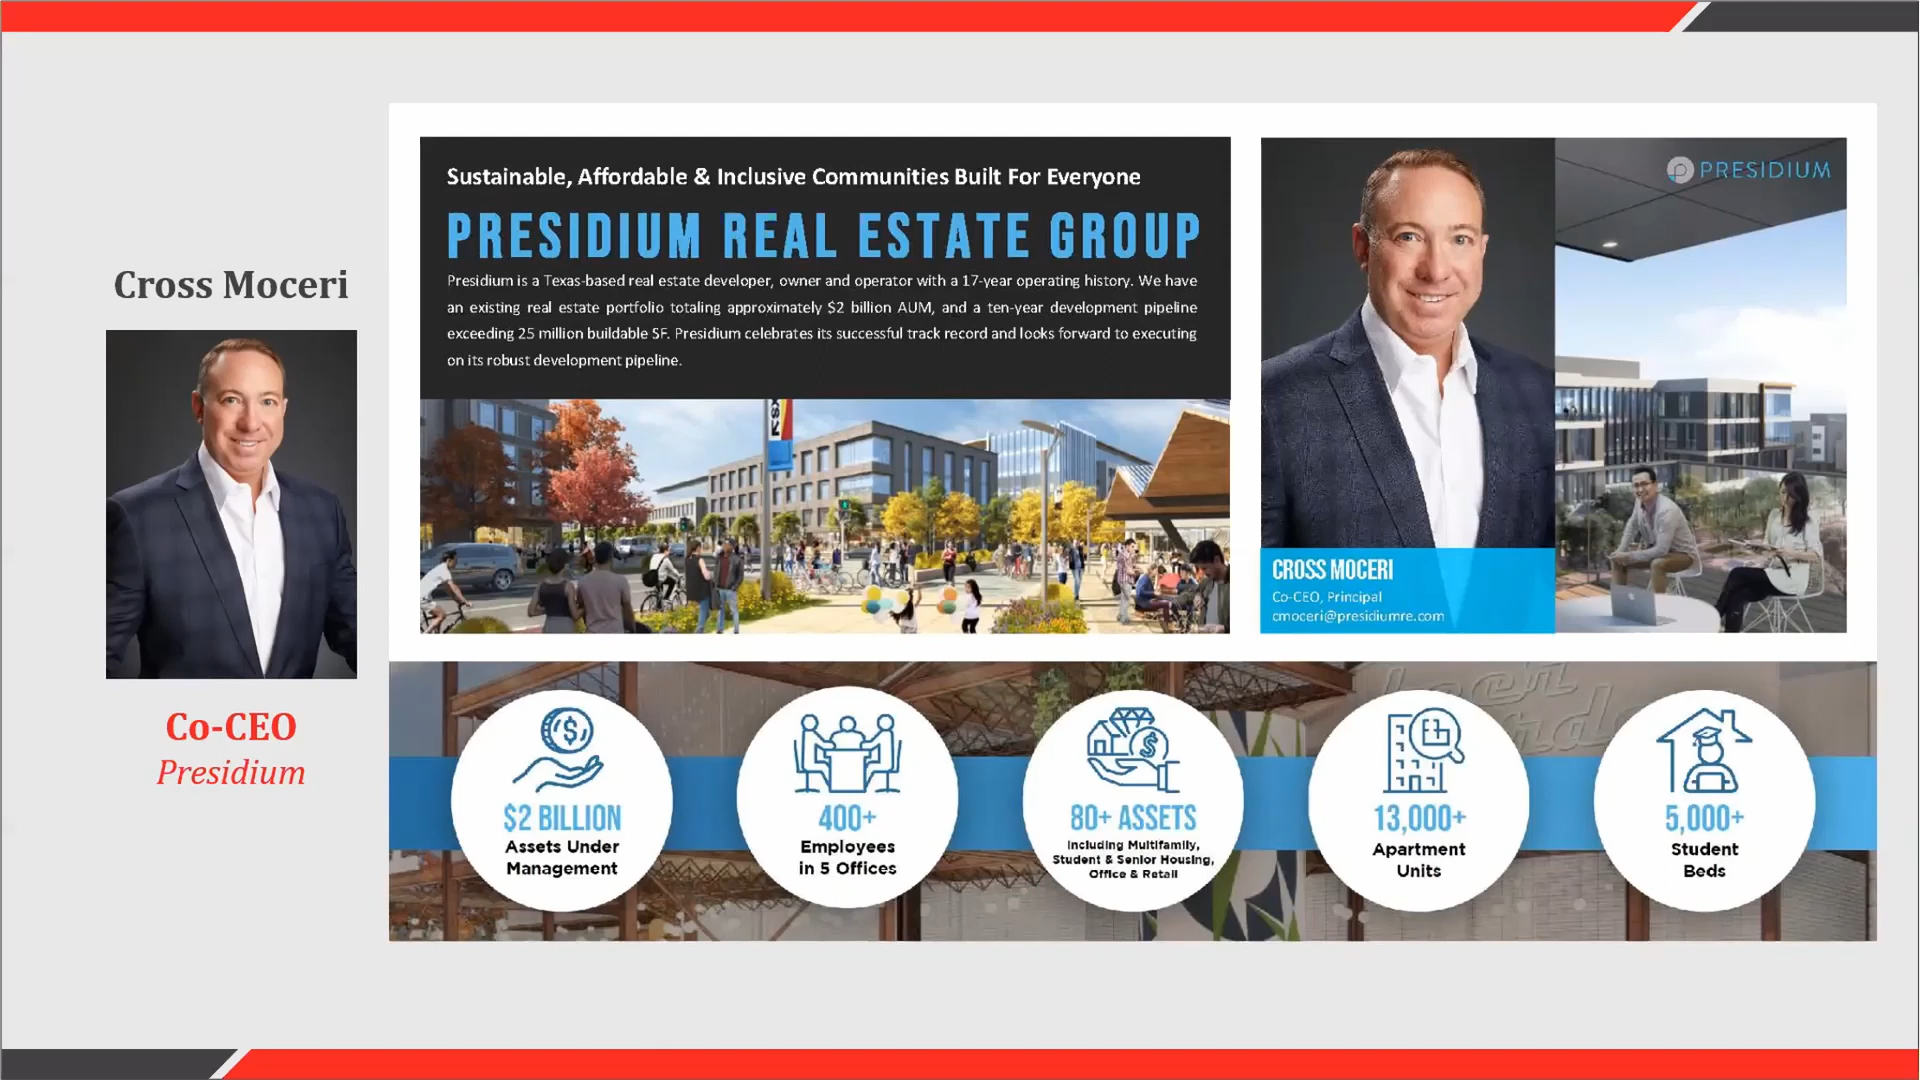 Cross Moceri
Co-CEO
Presidium
Sustainable, Affordable & Inclusive Communities Built For Everyone
PRESIDIUM REAL ESTATE GROUP
Presidium is a Texas-based real estate developer, owner and operator with a 17-year operating history. We have
an existing real estate portfolio totaling approximately $2 billion AUM, and a ten-year development pipeline
exceeding 25 million buildable SF. Presidium celebrates its successful track record and looks forward to executing
on its robust development pipeline.
PRESIDIUM
CROSS MOCERI
Co-CEO, Principal
cmoceri@presidiumre.com
$2 BILLION
Assets Under
Management
400+
Employees
in 5 Offices
80+ ASSETS
Including Multifamily,
Student & Senior Housing,
Office & Retail
13,000+
Apartment
Units
5,000+
Student
Beds